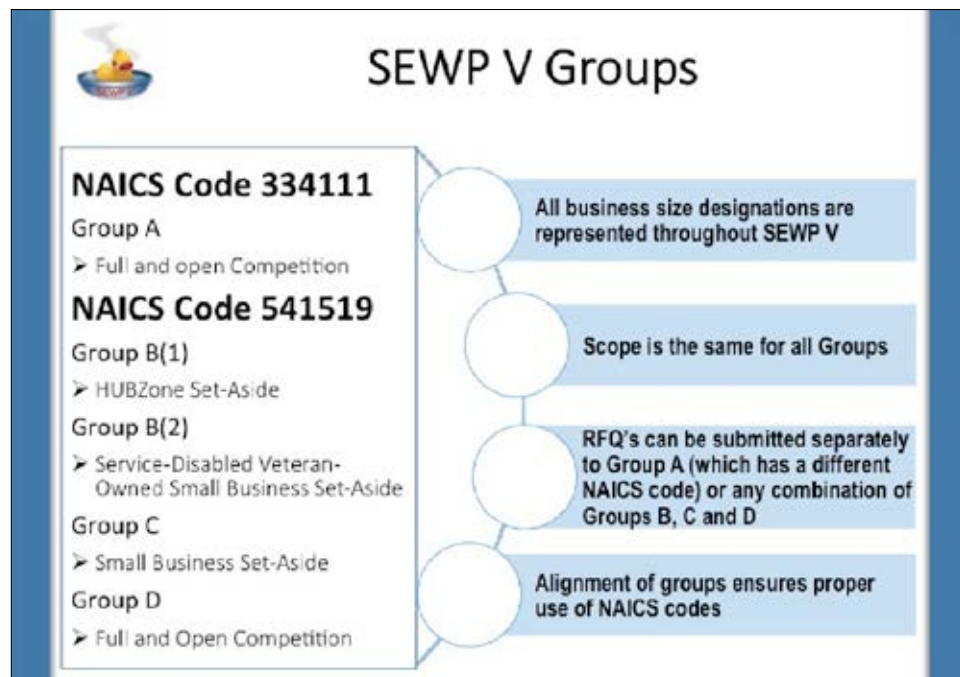 SEWP V Groups
SEWP V
NAICS Code 334111
Group A
➤ Full and open Competition
NAICS Code 541519
Group B(1)
➤ HUBZone Set-Aside
Group B(2)
➤ Service-Disabled Veteran-
Owned Small Business Set-Aside
Group C
➤ Small Business Set-Aside
Group D
➤ Full and Open Competition
All business size designations are
represented throughout SEWP V
Scope is the same for all Groups
RFQ's can be submitted separately
to Group A (which has a different
NAICS code) or any combination of
Groups B, C and D
Alignment of groups ensures proper
use of NAICS codes